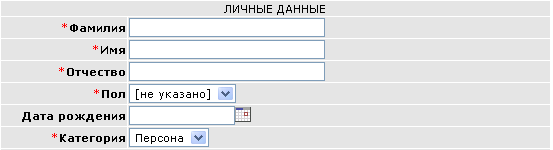 ЛИЧНЫЕ ДАННЫЕ
*Фамилия
*Имя
*Отчество
*Пол [не указано]
Дата рождения
*Категория Персона